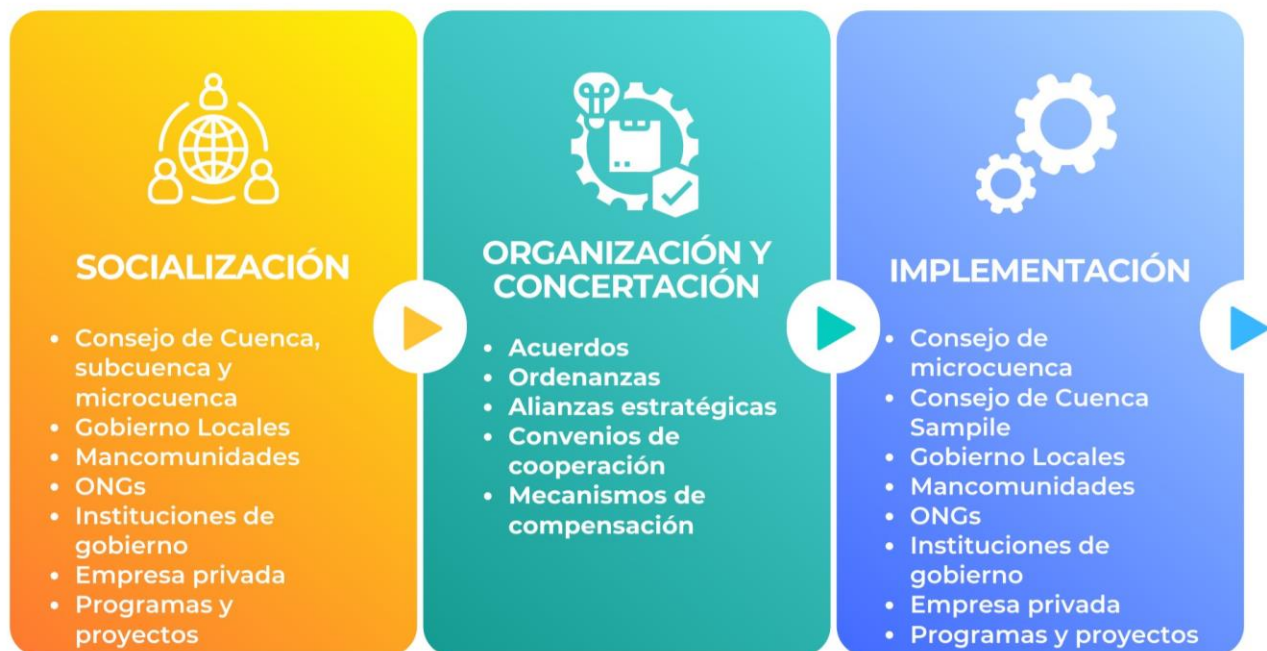 SOCIALIZACIÓN
• Consejo de Cuenca,
subcuenca y
microcuenca
• Gobierno Locales
• Mancomunidades
• ONGs
• Instituciones de
gobierno
• Empresa privada
• Programas y
proyectos
ORGANIZACIÓN Y
CONCERTACIÓN
• Acuerdos
• Ordenanzas
• Alianzas estratégicas
• Convenios de
cooperación
• Mecanismos de
compensación
IMPLEMENTACIÓN
• Consejo de
microcuenca
• Consejo de Cuenca
Sampile
• Gobierno Locales
• Mancomunidades
• ONGs
• Instituciones de
gobierno
• Empresa privada
• Programas y proyectos